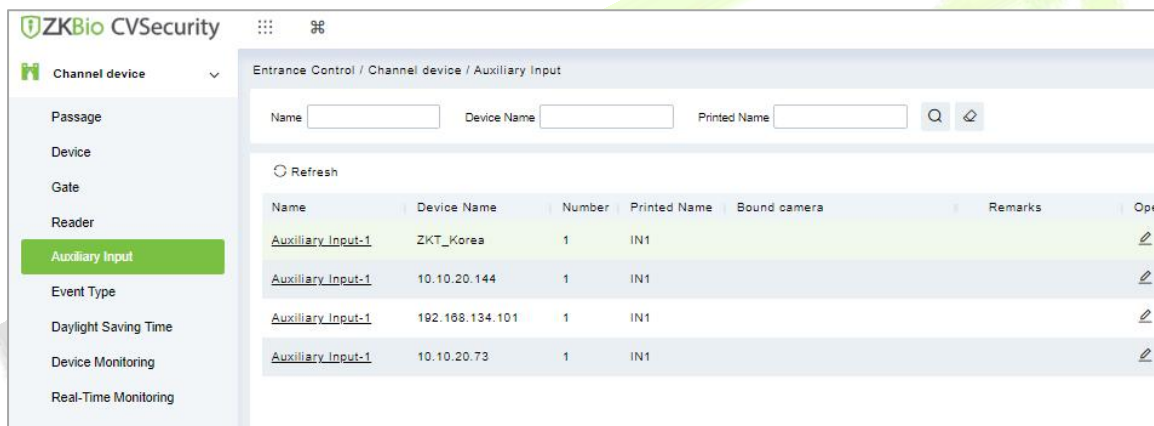 ZKBio CVSecurity
Channel device
Entrance Control / Channel device / Auxiliary Input
Passage
Device
Gate
Reader
Auxiliary Input
Event Type
Daylight Saving Time
Device Monitoring
Real-Time Monitoring
Name Device Name Printed Name
Refresh
Name Device Name Number Printed Name Bound camera Remarks Ope
Auxiliary Input-1 ZKT_Korea 1 IN1
Auxiliary Input-1 10.10.20.144 1 IN1
Auxiliary Input-1 192.168.134.101 1 IN1
Auxiliary Input-1 10.10.20.73 1 IN1